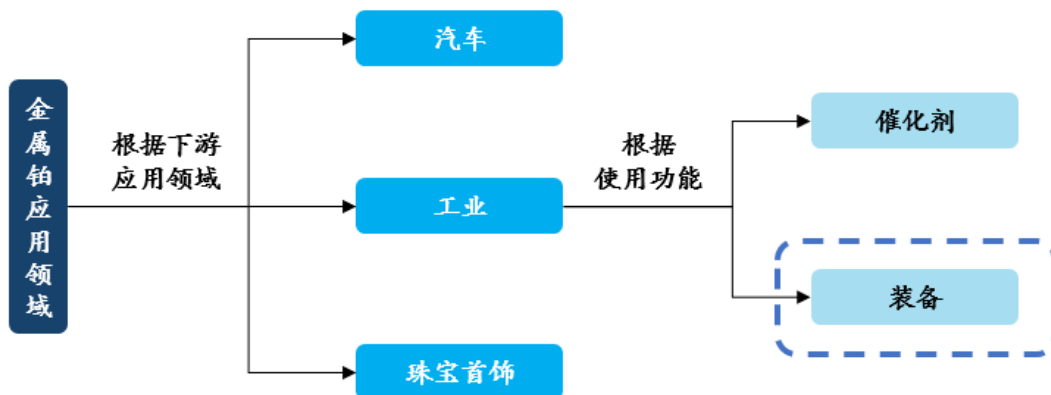 金属铂应用领域
根据下游
应用领域
汽车
工业
珠宝首饰
根据
使用功能
催化剂
装备